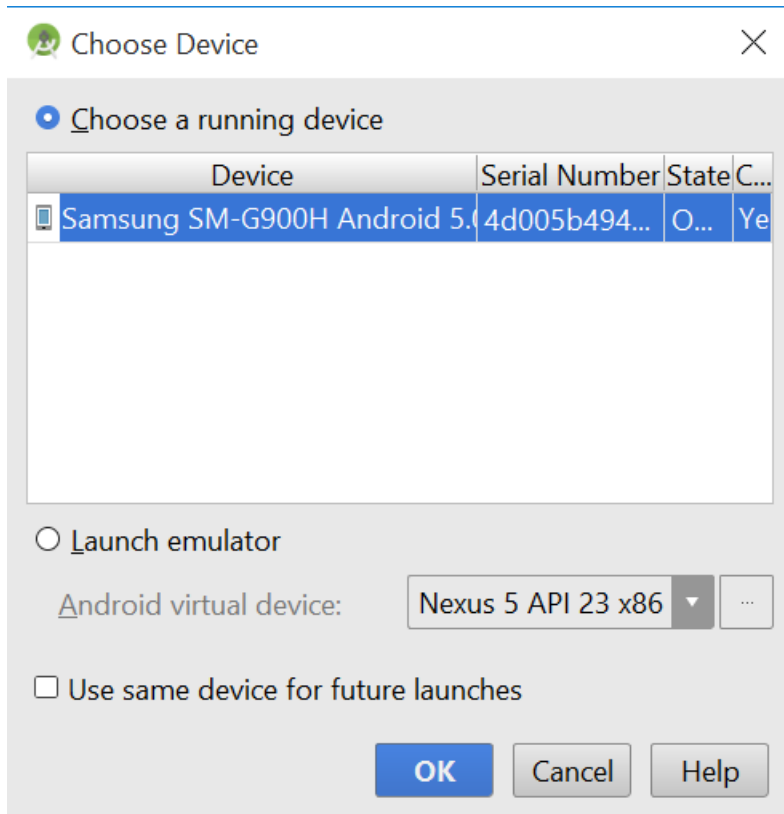 Choose Device
Choose a running device
Device Serial Number State C...
Samsung SM-G900H Android 5.0 4d005b494... O... Ye
Launch emulator
Android virtual device: Nexus 5 API 23 x86 ...
Use same device for future launches
OK Cancel Help